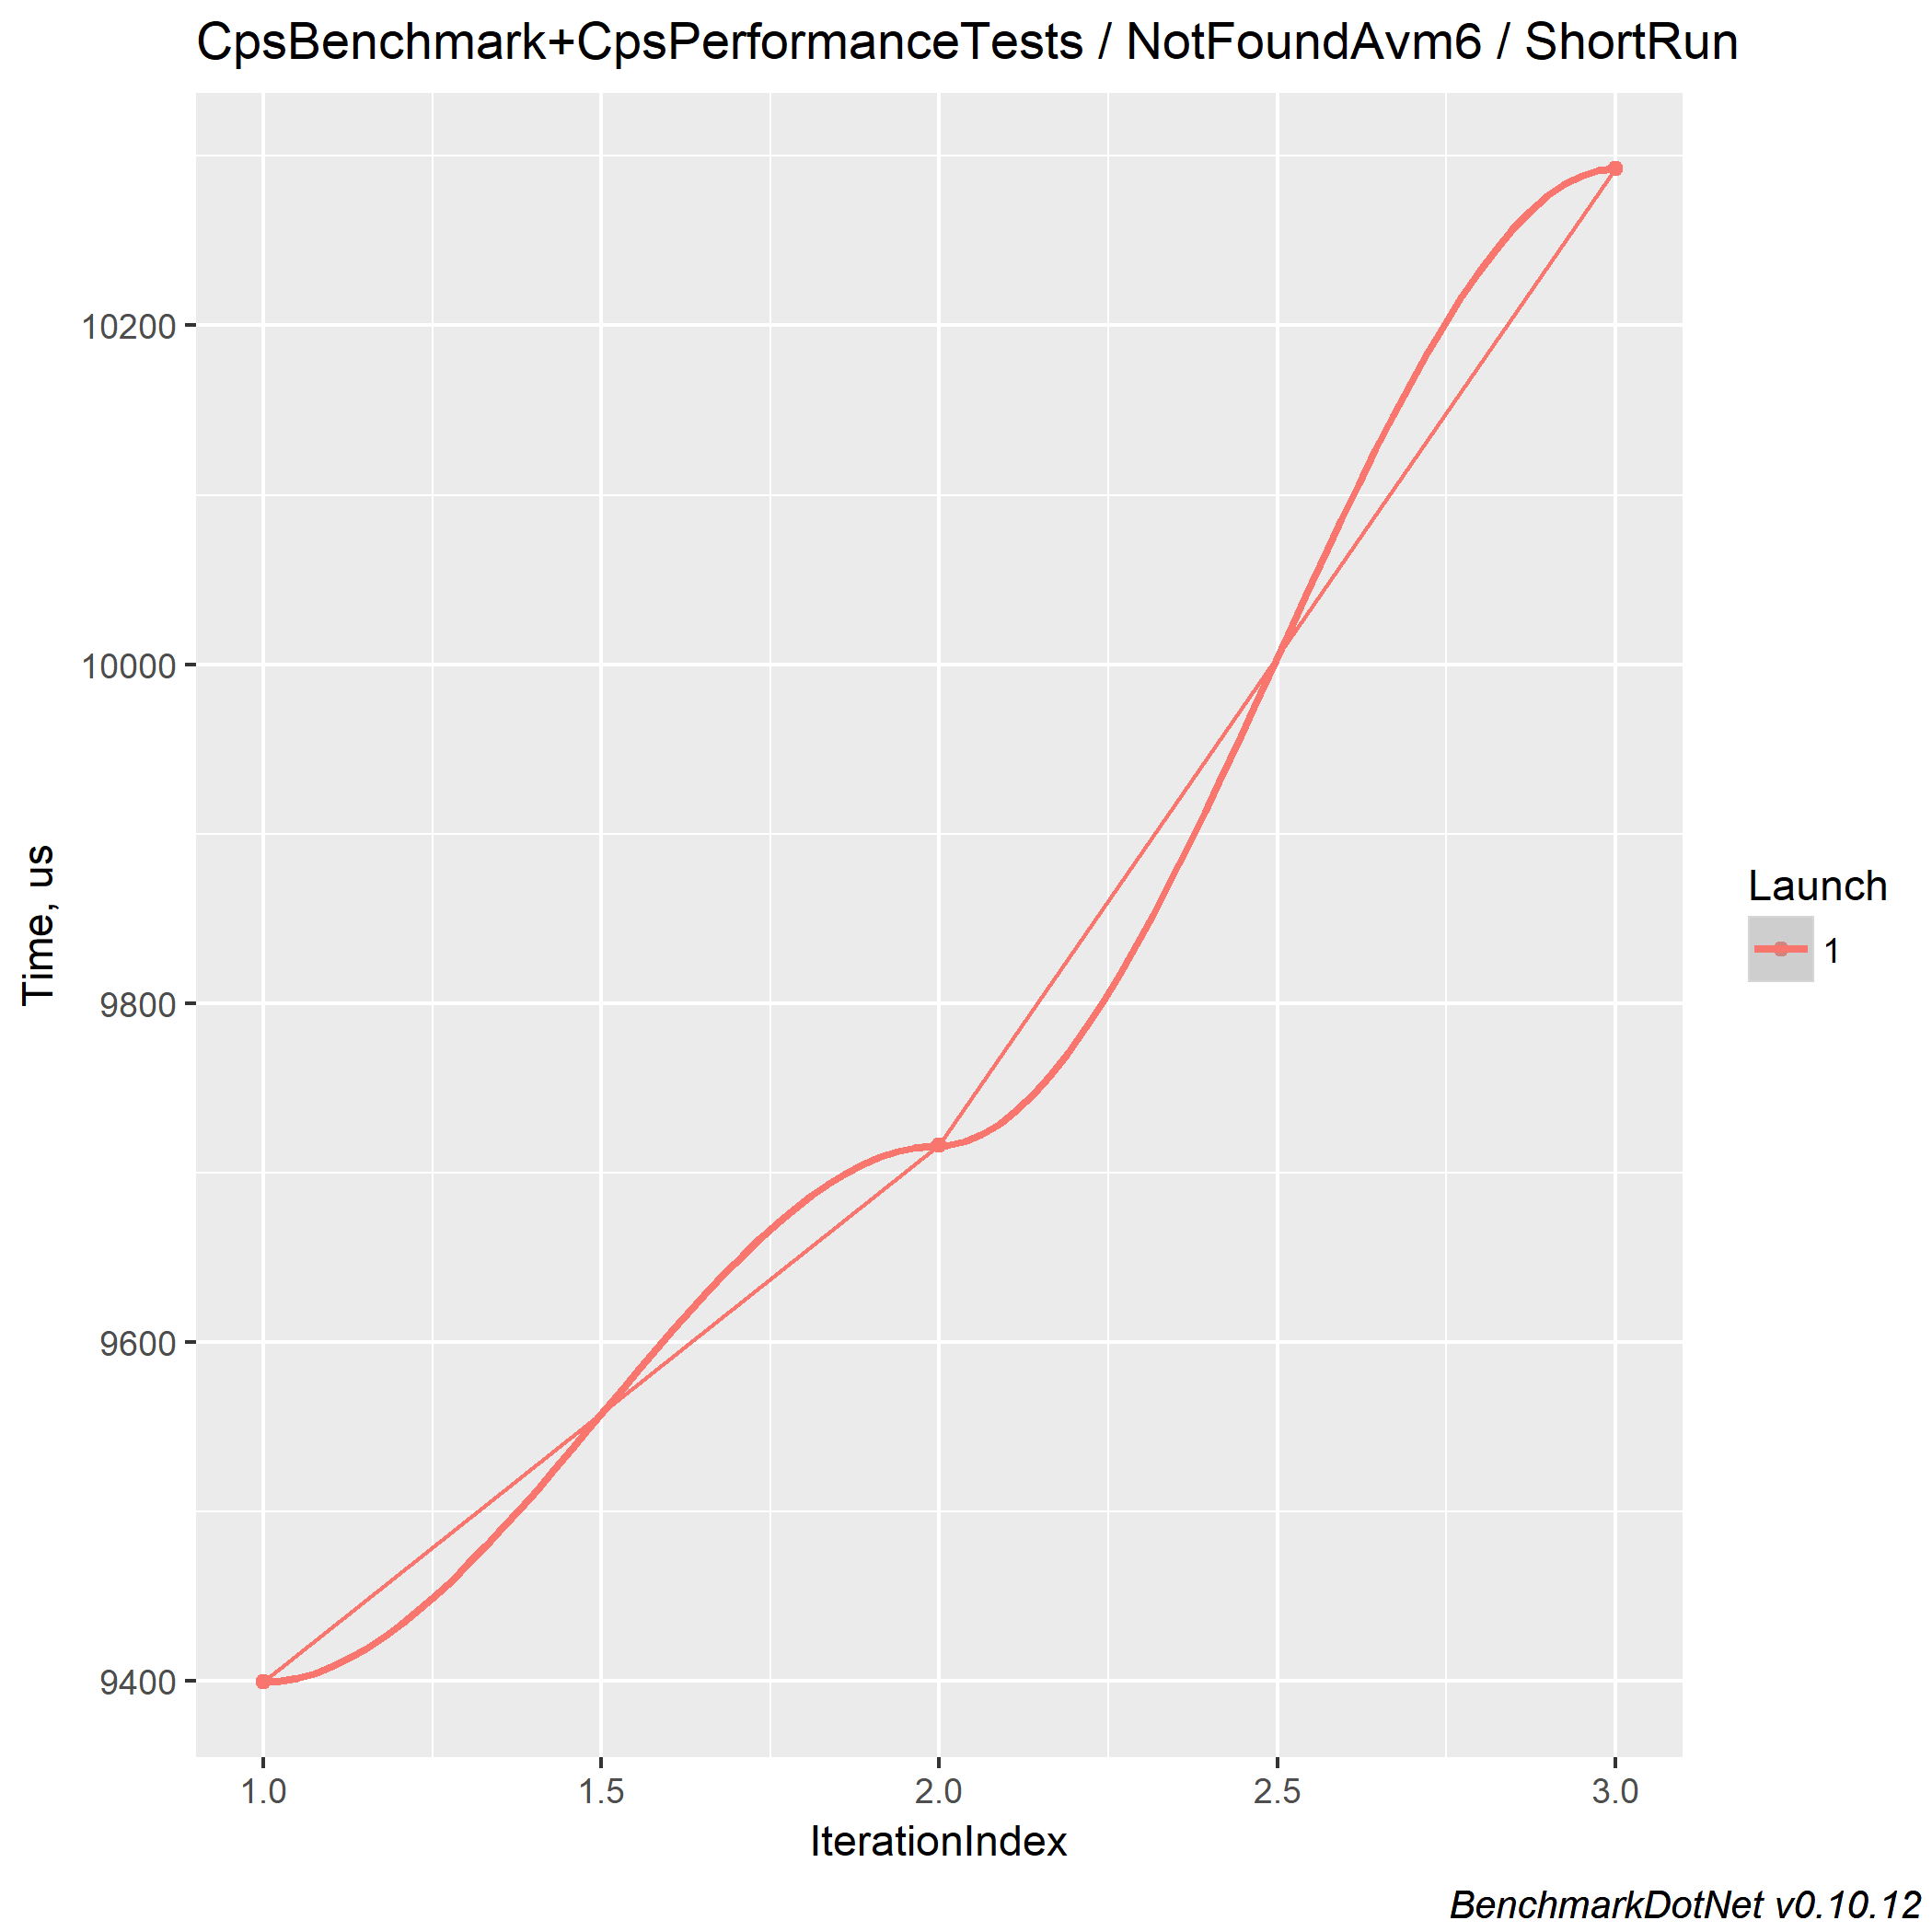 CpsBenchmark+CpsPerformanceTests / NotFoundAvm6 / ShortRun
10200
10000
9800
9600
9400
Time, us
1.0 1.5 2.0 2.5 3.0
IterationIndex
Launch
1
BenchmarkDotNet v0.10.12